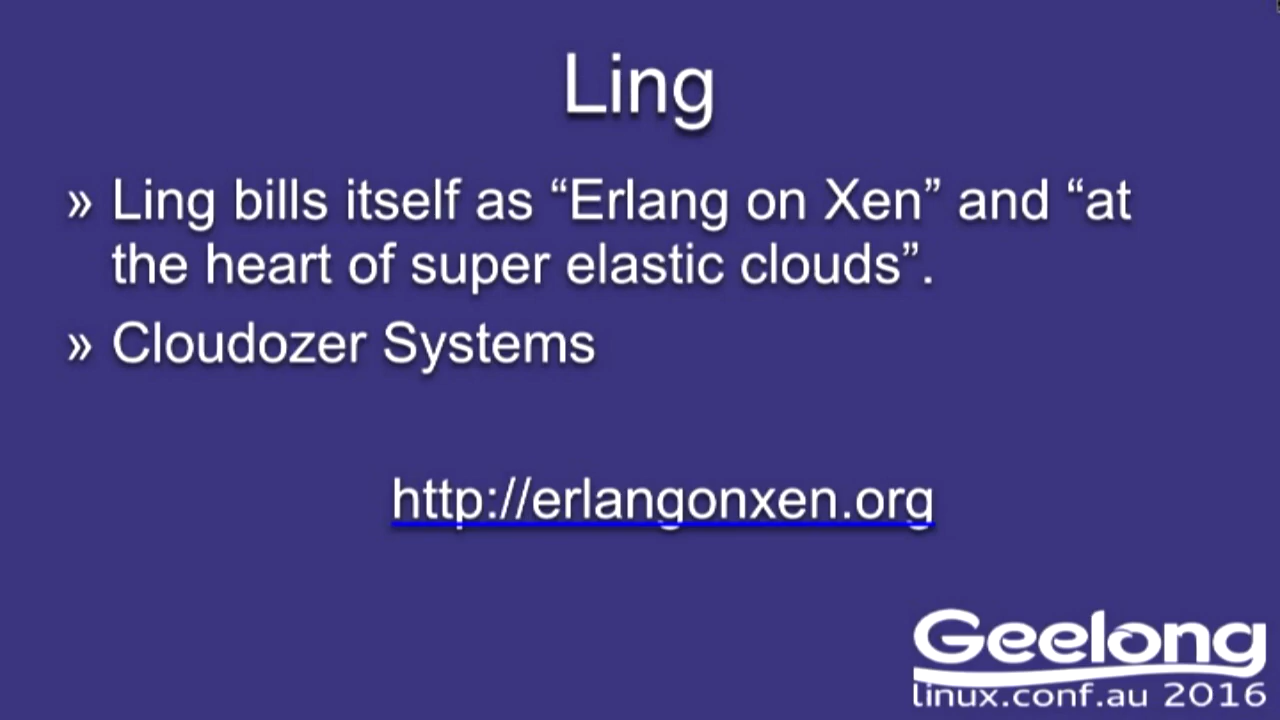 Ling
» Ling bills itself as “Erlang on Xen” and “at
the heart of super elastic clouds”.
» Cloudozer Systems
http://erlangonxen.org
Geelong
linux.conf.au 2016